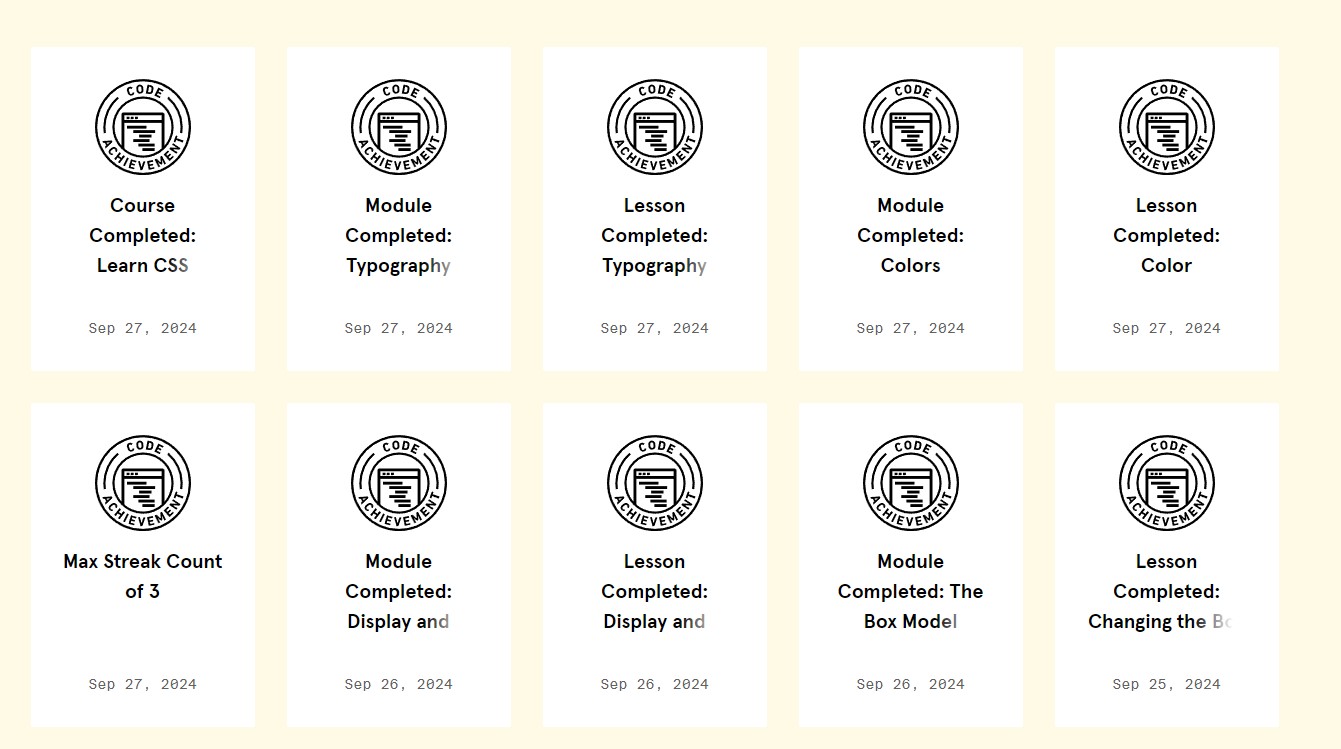 CODE
ACHIEVEMENT
Course
Completed:
Learn CSS
Sep 27, 2024
CODE
ACHIEVEMENT
Module
Completed:
Typography
Sep 27, 2024
CODE
ACHIEVEMENT
Lesson
Completed:
Typography
Sep 27, 2024
CODE
ACHIEVEMENT
Module
Completed:
Colors
Sep 27, 2024
CODE
ACHIEVEMENT
Lesson
Completed:
Color
Sep 27, 2024
CODE
ACHIEVEMENT
Max Streak Count
of 3
Sep 27, 2024
CODE
ACHIEVEMENT
Module
Completed:
Display and
Sep 26, 2024
CODE
ACHIEVEMENT
Lesson
Completed:
Display and
Sep 26, 2024
CODE
ACHIEVEMENT
Module
Completed: The
Box Model
Sep 26, 2024
CODE
ACHIEVEMENT
Lesson
Completed:
Changing the
Sep 25, 2024